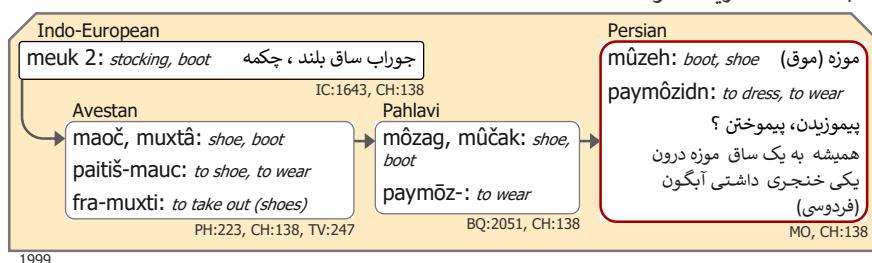 Indo-European
meuk 2: stocking, boot جوراب ساق بلند ، چکمه
IC:1643, CH:138
Avestan
maoč, muxtâ: shoe, boot
paitiš-mauc: to shoe, to wear
fra-muxti: to take out (shoes)
PH:223, CH:138, TV:247
Pahlavi
môzag, mûčak: shoe,
boot
paymōz-: to wear
BQ:2051, CH:138
Persian
mûzeh: boot, shoe موزه (موق)
paymôzidn: to dress, to wear
پیموزیدن، پیموختن ؟
همیشه به یک ساق موزه درون
یکی خنجری داشتی آبگون
(فردوسی)
MO, CH:138
1999